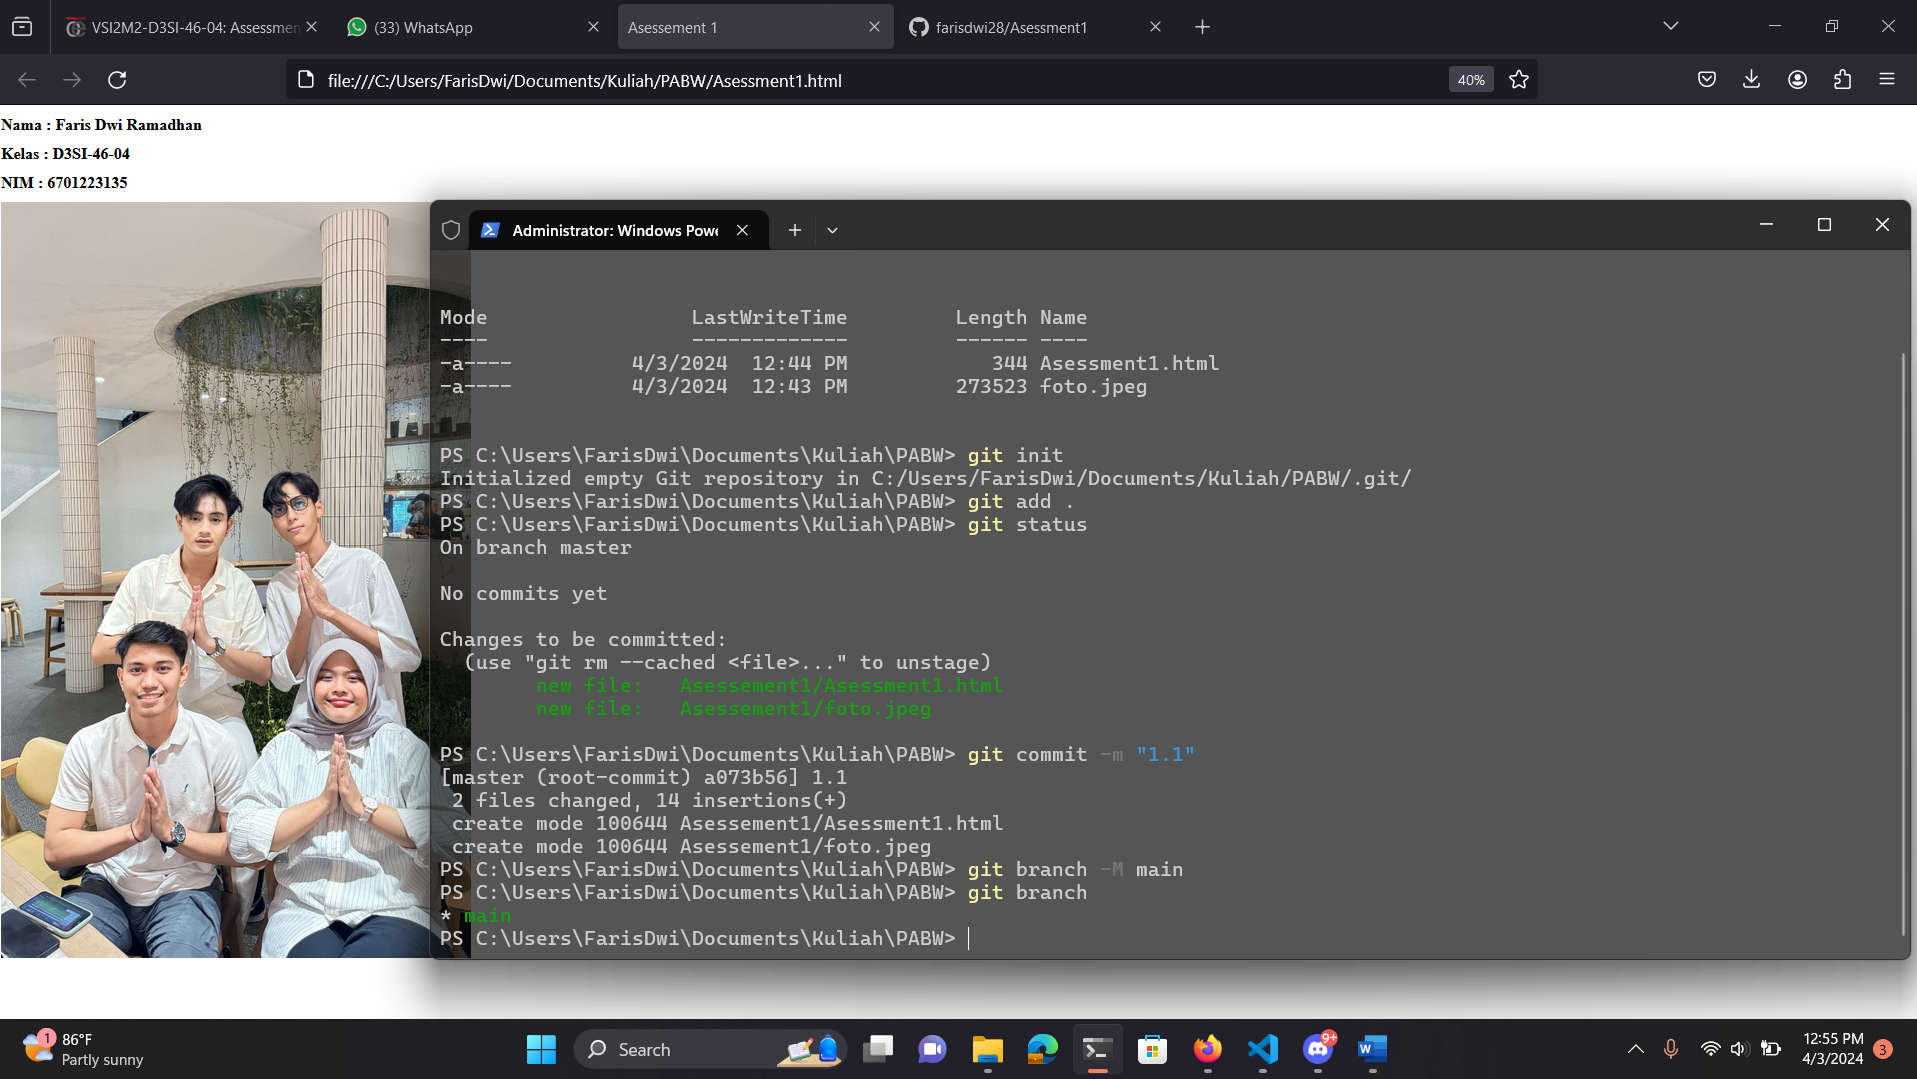 VSI2M2-D3SI-46-04: Assessmen
(33) WhatsApp
Asessement 1
farisdwi28/Asessment1
file:///C:/Users/FarisDwi/Documents/Kuliah/PABW/Asessment1.html
40%
Nama : Faris Dwi Ramadhan
Kelas : D3SI-46-04
NIM : 6701223135
Administrator: Windows Powe
Mode LastWriteTime Length Name
---- ------------- ------ ----
-a---- 4/3/2024 12:44 PM 344 Asessment1.html
-a---- 4/3/2024 12:43 PM 273523 foto.jpeg
PS C:\Users\FarisDwi\Documents\Kuliah\PABW> git init
Initialized empty Git repository in C:/Users/FarisDwi/Documents/Kuliah/PABW/.git/
PS C:\Users\FarisDwi\Documents\Kuliah\PABW> git add .
PS C:\Users\FarisDwi\Documents\Kuliah\PABW> git status
On branch master
No commits yet
Changes to be committed:
(use "git rm --cached <file>..." to unstage)
new file: Asessement1/Asessment1.html
new file: Asessement1/foto.jpeg
PS C:\Users\FarisDwi\Documents\Kuliah\PABW> git commit -m "1.1"
[master (root-commit) a073b56] 1.1
2 files changed, 14 insertions(+)
create mode 100644 Asessement1/Asessment1.html
create mode 100644 Asessement1/foto.jpeg
PS C:\Users\FarisDwi\Documents\Kuliah\PABW> git branch -M main
PS C:\Users\FarisDwi\Documents\Kuliah\PABW> git branch
* main
PS C:\Users\FarisDwi\Documents\Kuliah\PABW>
1
86°F
Partly sunny
Search
9+
12:55 PM
4/3/2024
3